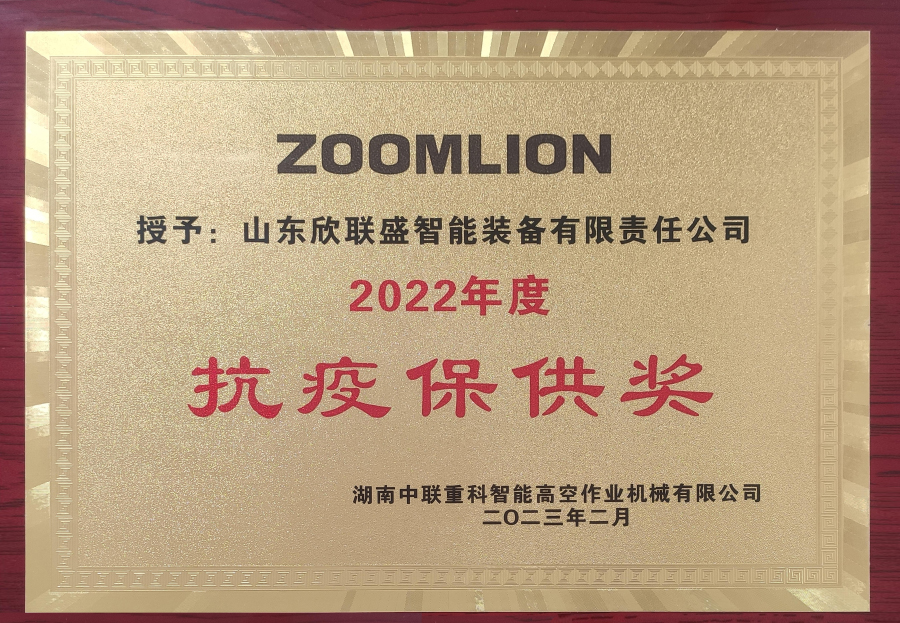 ZOOMLION
授予：山东欣联盛智能装备有限责任公司
2022年度
抗疫保供奖
湖南中联重科智能高空作业机械有限公司
二〇二三年二月